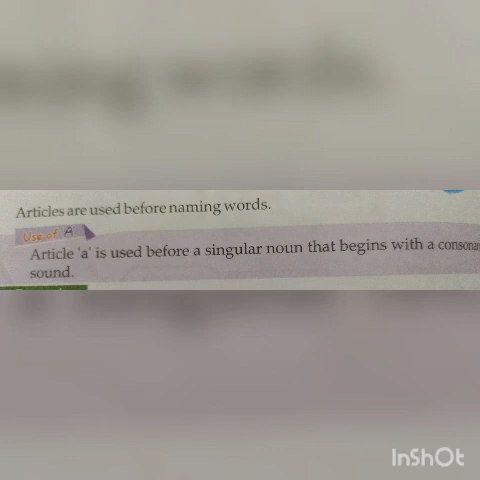 Articles are used before naming words.
Use of A
Article 'a' is used before a singular noun that begins with a
sound.
InShOt